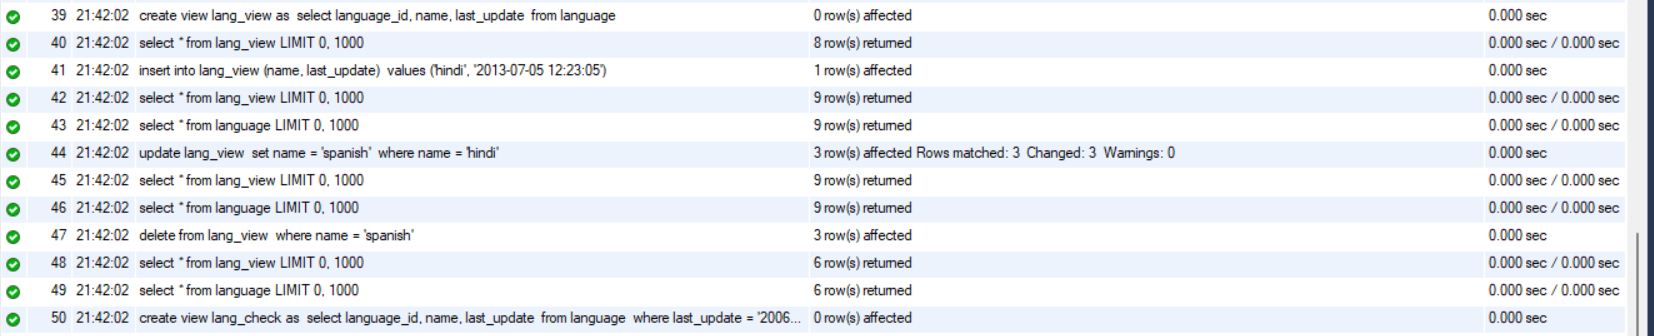 39 21:42:02 create view lang_view as  select language_id, name, last_update  from language 0 row(s) affected 0.000 sec
40 21:42:02 select * from lang_view LIMIT 0, 1000 8 row(s) returned 0.000 sec / 0.000 sec
41 21:42:02 insert into lang_view (name, last_update)  values ('hindi', '2013-07-05 12:23:05') 1 row(s) affected 0.000 sec
42 21:42:02 select * from lang_view LIMIT 0, 1000 9 row(s) returned 0.000 sec / 0.000 sec
43 21:42:02 select * from language LIMIT 0, 1000 9 row(s) returned 0.000 sec / 0.000 sec
44 21:42:02 update lang_view  set name = 'spanish'  where name = 'hindi' 3 row(s) affected Rows matched: 3  Changed: 3  Warnings: 0 0.000 sec
45 21:42:02 select * from lang_view LIMIT 0, 1000 9 row(s) returned 0.000 sec / 0.000 sec
46 21:42:02 select * from language LIMIT 0, 1000 9 row(s) returned 0.000 sec / 0.000 sec
47 21:42:02 delete from lang_view  where name = 'spanish' 3 row(s) affected 0.000 sec
48 21:42:02 select * from lang_view LIMIT 0, 1000 6 row(s) returned 0.000 sec / 0.000 sec
49 21:42:02 select * from language LIMIT 0, 1000 6 row(s) returned 0.000 sec / 0.000 sec
50 21:42:02 create view lang_check as  select language_id, name, last_update  from language  where last_update = '2006... 0 row(s) affected 0.000 sec